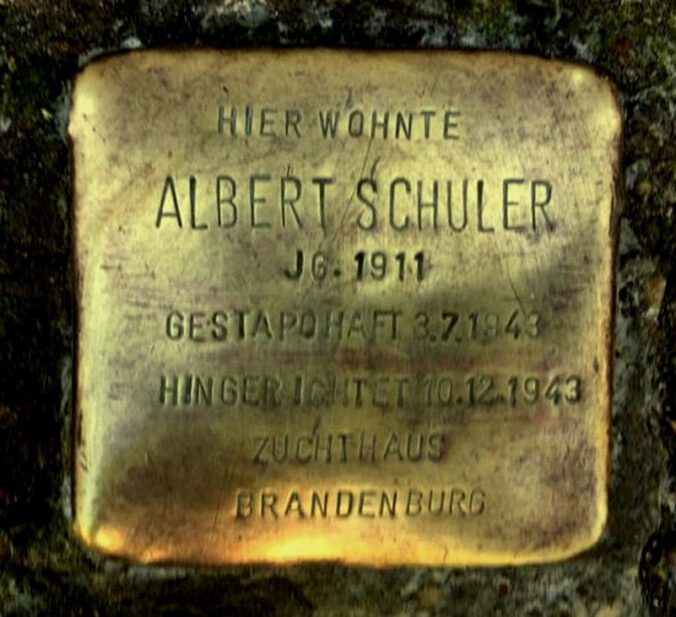 HIER WOHNTE
ALBERT SCHULER
JG. 1911
GESTAPOHAFT 3.7.1943
HINGERICHTET 10.12.1943
ZUCHTHAUS
BRANDENBURG